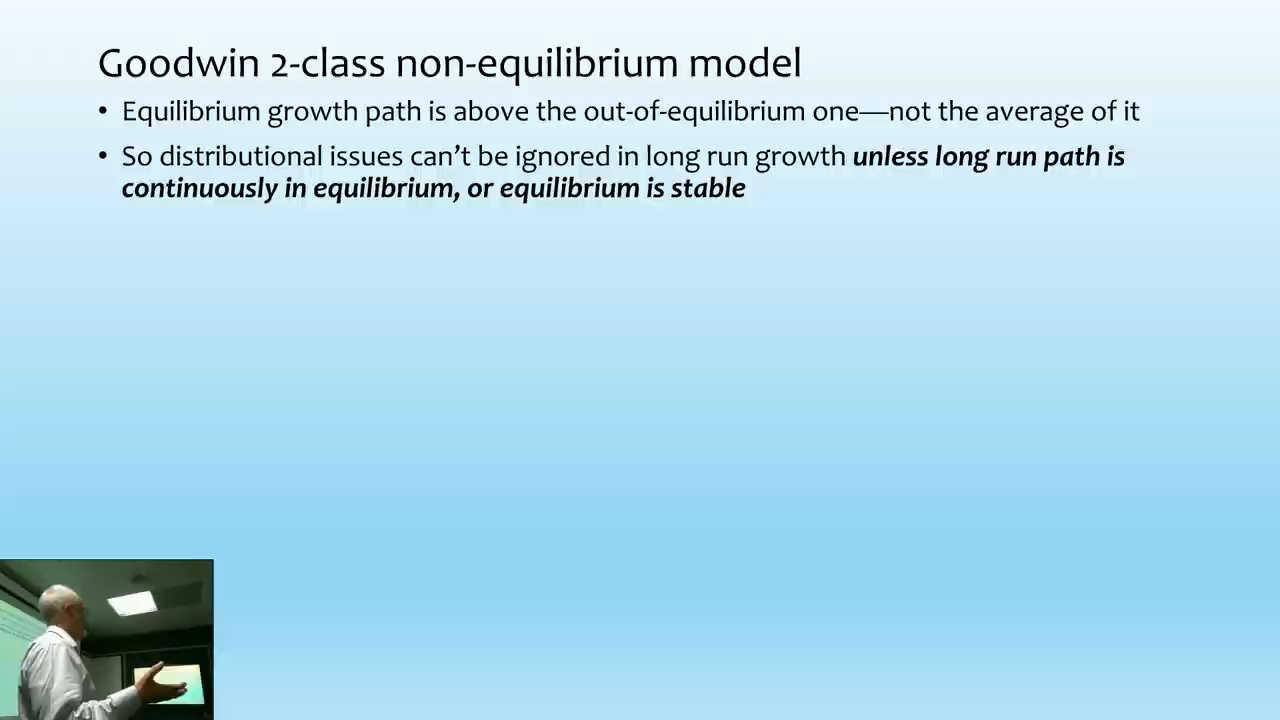 Goodwin 2-class non-equilibrium model
• Equilibrium growth path is above the out-of-equilibrium one—not the average of it
• So distributional issues can't be ignored in long run growth unless long run path is
continuously in equilibrium, or equilibrium is stable